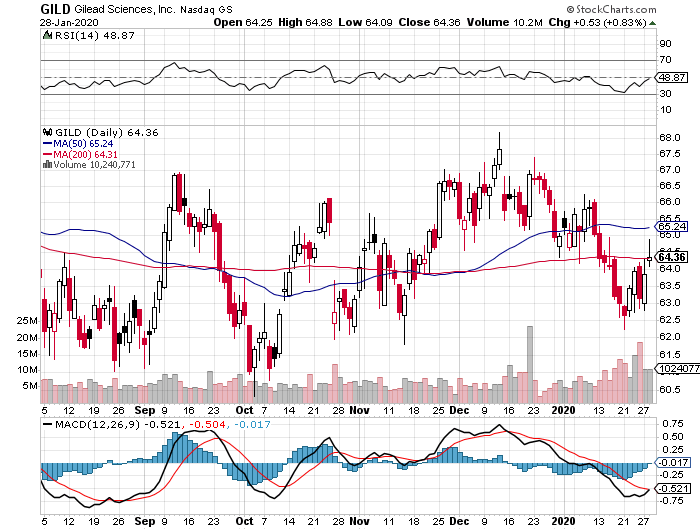 GILD Gilead Sciences, Inc. Nasdaq GS © StockCharts.com
28-Jan-2020 Open 64.25 High 64.88 Low 64.09 Close 64.36 Volume 10.2M Chg +0.53 (+0.83%)
RSI(14) 48.87
90
70
48.87
30
10
GILD (Daily) 64.36
MA(50) 65.24
MA(200) 64.31
Volume 10,240,771
68.0
67.5
67.0
66.5
66.0
65.5
65.24
65.0
64.36
64.0
63.5
63.0
62.5
62.0
61.5
1024077
60.5
25M
20M
15M
10M
5M
5 12 19 26 Sep 9 16 23 Oct 7 14 21 28 Nov 11 18 25 Dec 9 16 23 2020 13 21 27
MACD(12,26,9) -0.521, -0.504, -0.017
0.75
0.50
0.25
-0.017
-0.25
-0.521
-0.75
5 12 19 26 Sep 9 16 23 Oct 7 14 21 28 Nov 11 18 25 Dec 9 16 23 2020 13 21 27